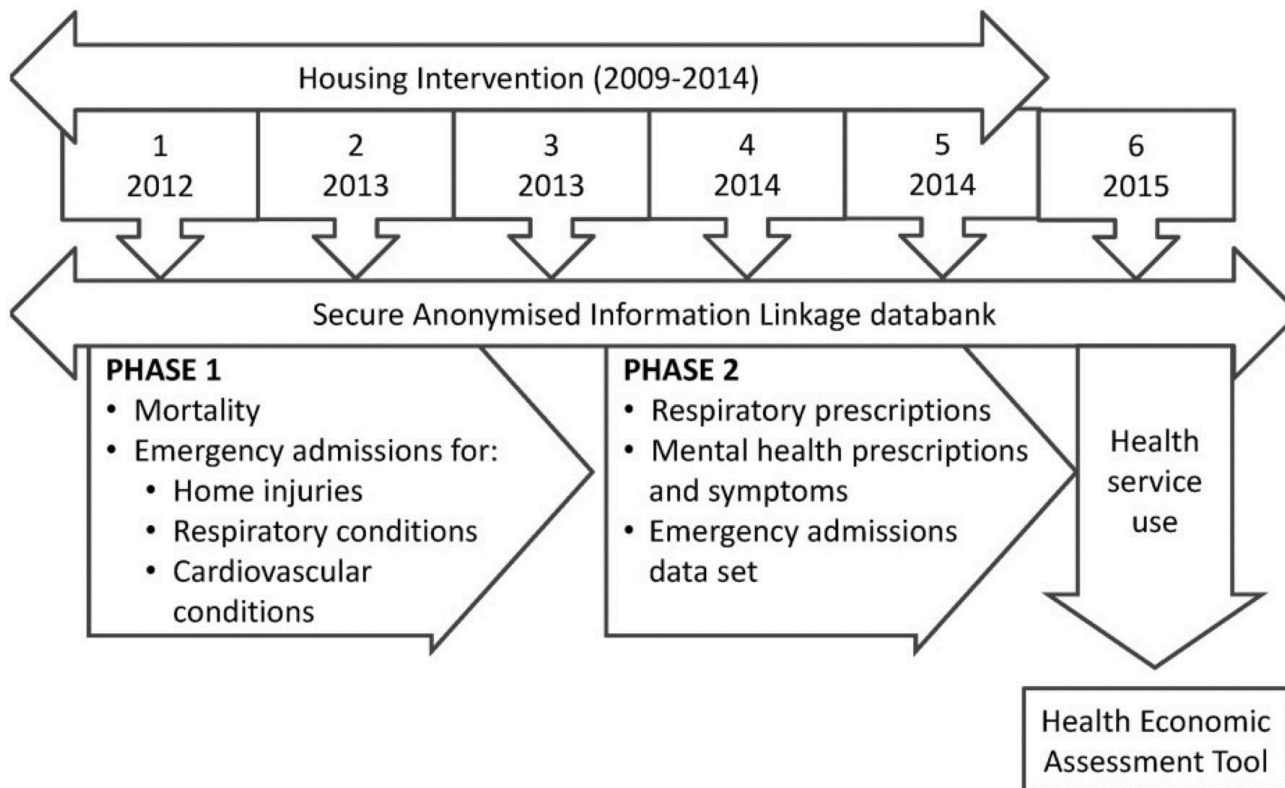 Housing Intervention (2009-2014)
1
2012
2
2013
3
2013
4
2014
5
2014
6
2015
Secure Anonymised Information Linkage databank
PHASE 1
• Mortality
• Emergency admissions for:
• Home injuries
• Respiratory conditions
• Cardiovascular
conditions
PHASE 2
• Respiratory prescriptions
• Mental health prescriptions
and symptoms
• Emergency admissions
data set
Health
service
use
Health Economic
Assessment Tool